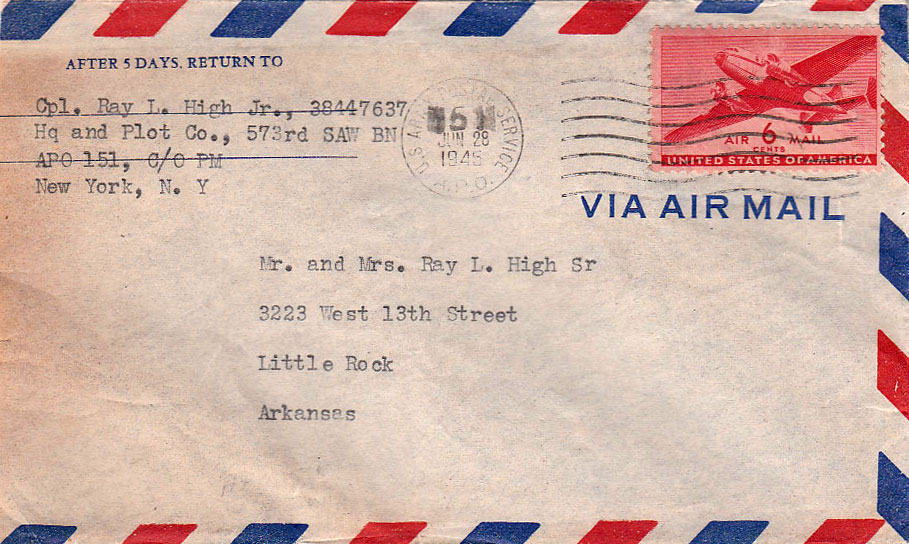 AFTER 5 DAYS, RETURN TO
Cpl. Ray L. High Jr., 38447637
Hq and Plot Co., 573rd SAW BN
APO 151, C/O PM
New York, N. Y
U.S. ARMY POSTAL SERVICE
JUN 28
1945
A.P.O.
AIR 6 MAIL
CENTS
UNITED STATES OF AMERICA
VIA AIR MAIL
Mr. and Mrs. Ray L. High Sr
3223 West 13th Street
Little Rock
Arkansas